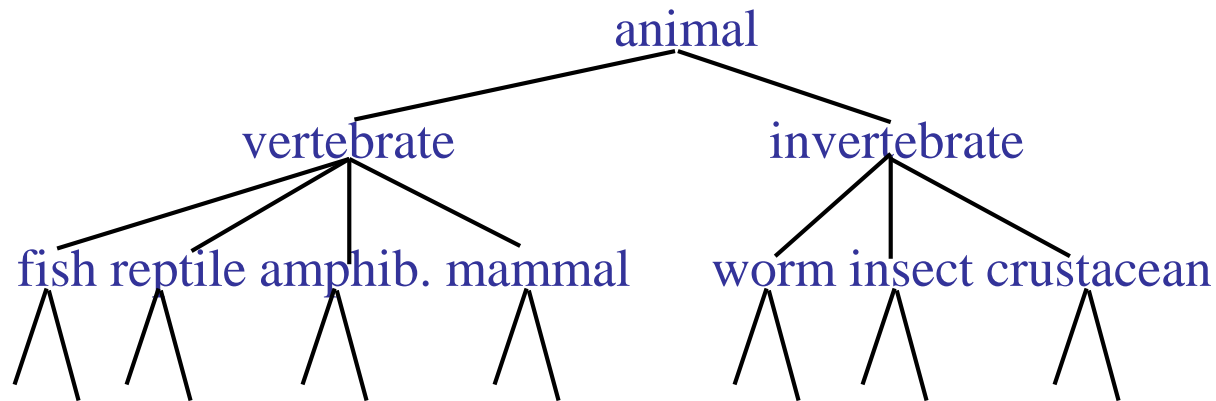 animal
vertebrate invertebrate
fish reptile amphib. mammal worm insect crustacean